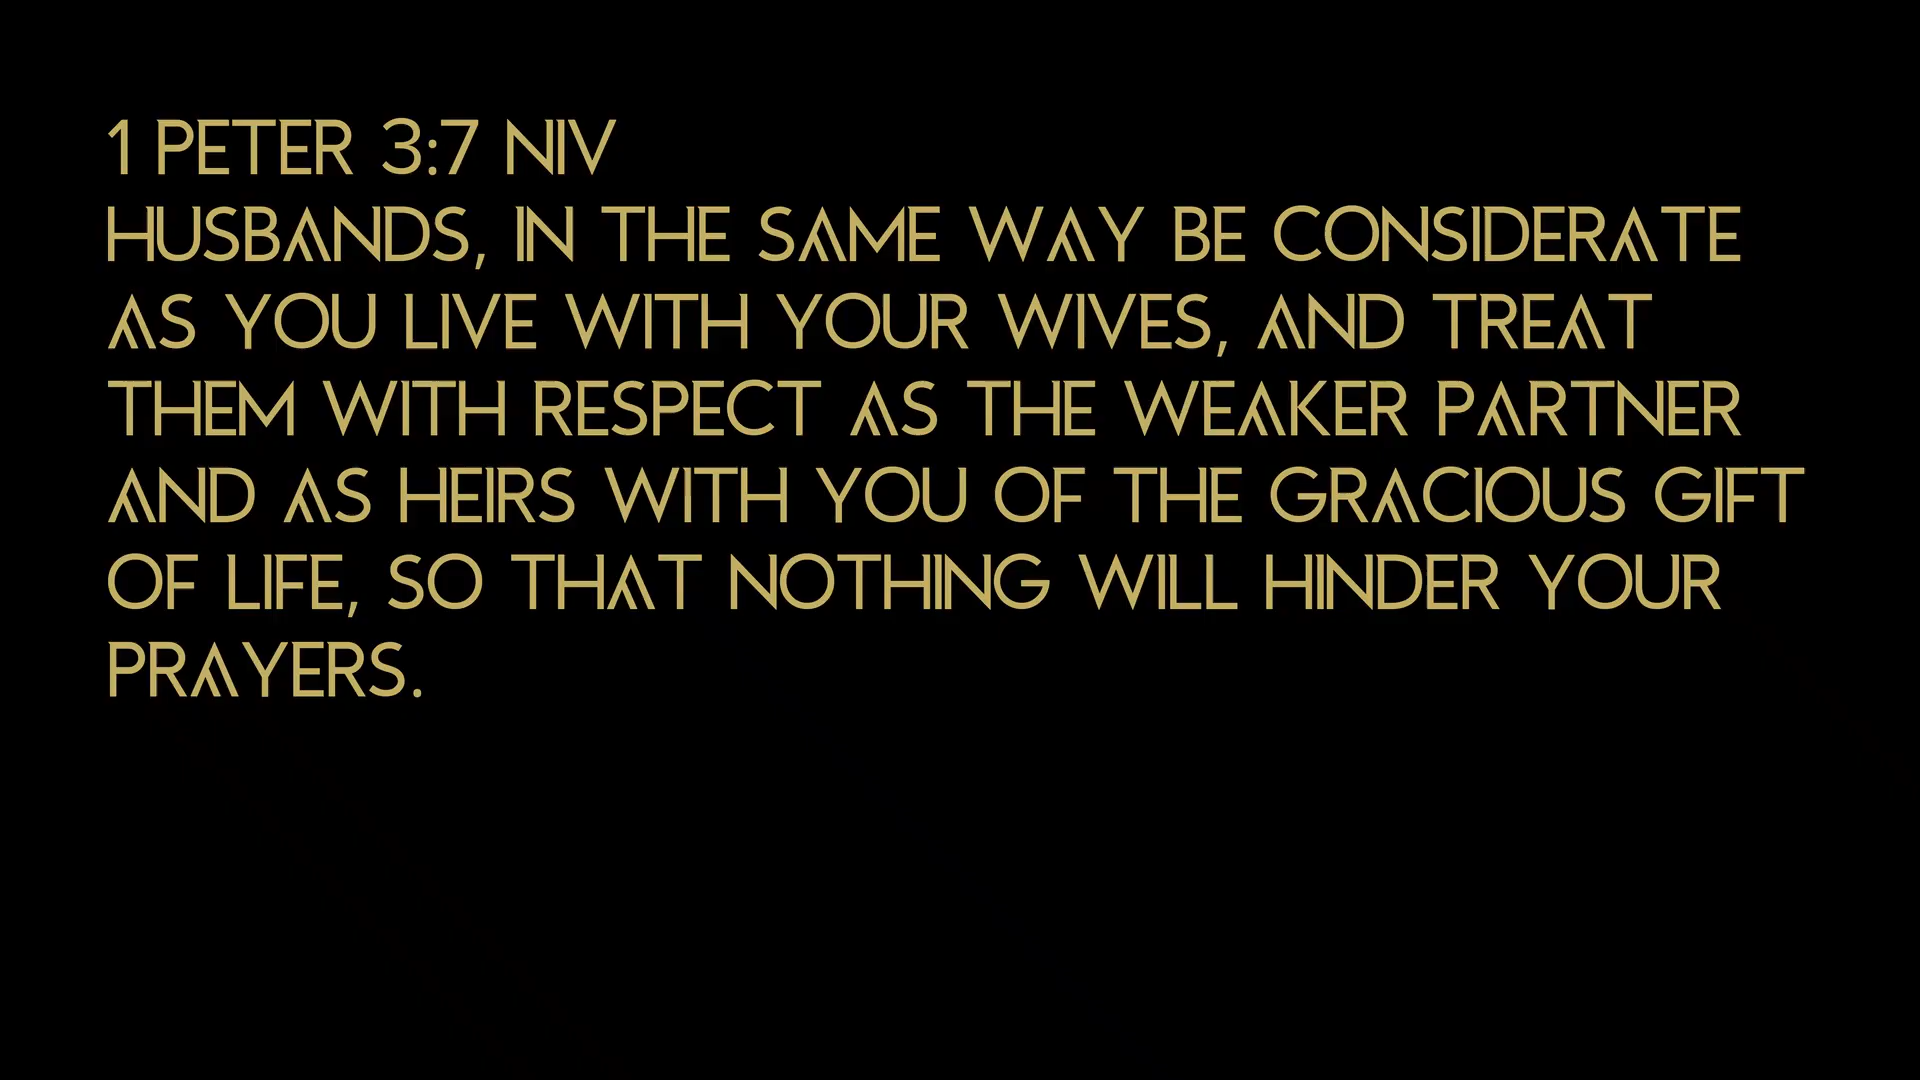 1 PETER 3:7 NIV
HUSBANDS, IN THE SAME WAY BE CONSIDERATE
AS YOU LIVE WITH YOUR WIVES, AND TREAT
THEM WITH RESPECT AS THE WEAKER PARTNER
AND AS HEIRS WITH YOU OF THE GRACIOUS GIFT
OF LIFE, SO THAT NOTHING WILL HINDER YOUR
PRAYERS.